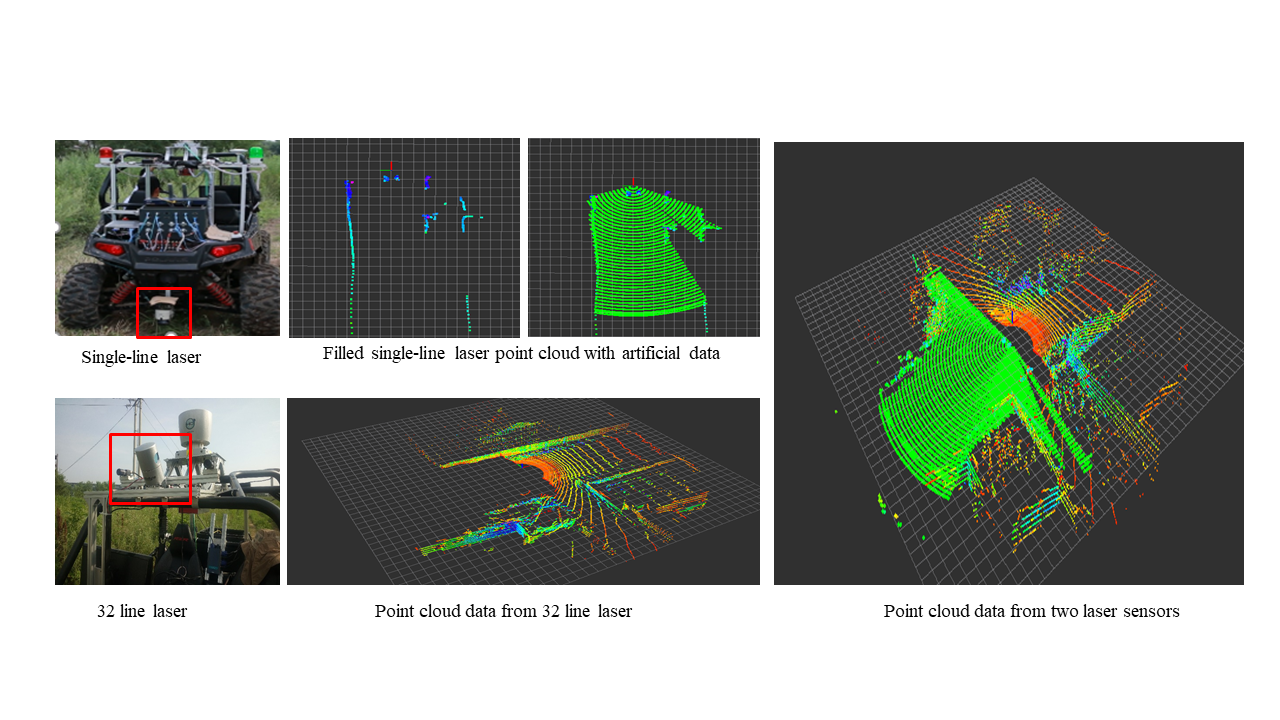 Single-line laser
Filled single-line laser point cloud with artificial data
32 line laser
Point cloud data from 32 line laser
Point cloud data from two laser sensors